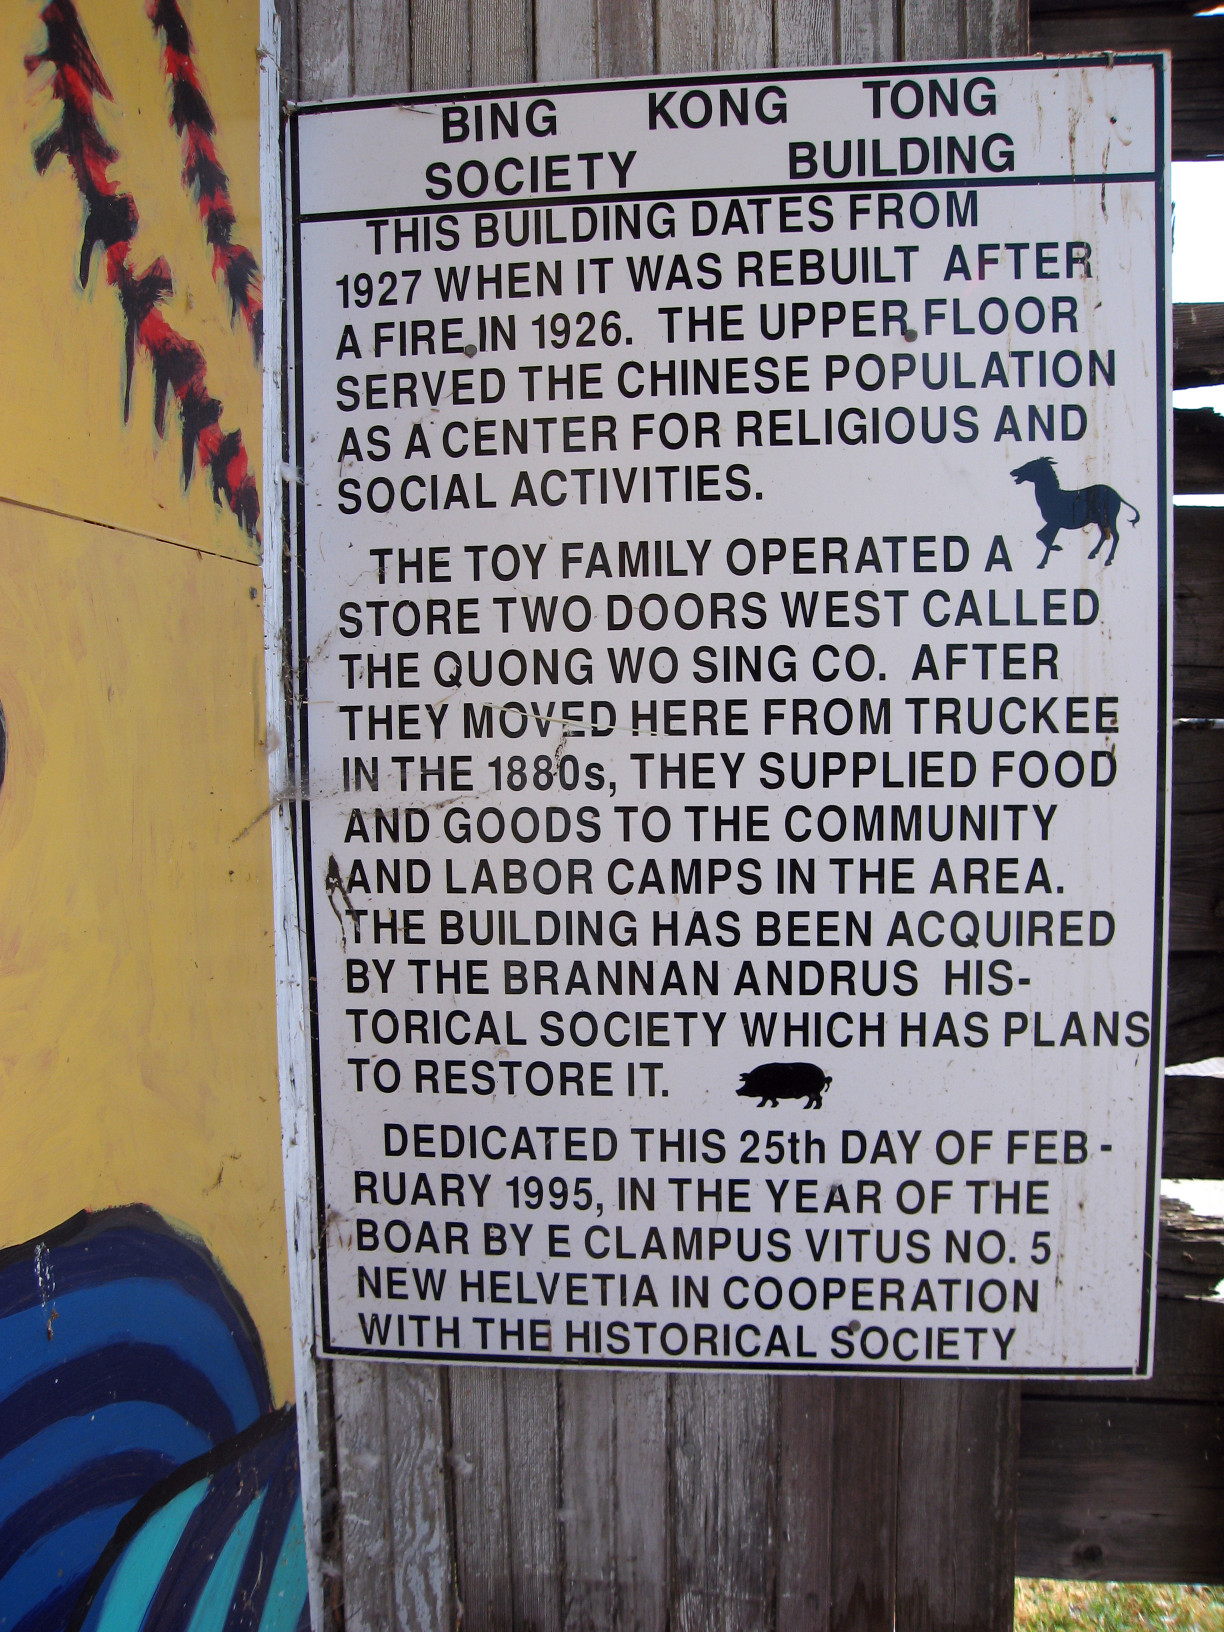 BING KONG TONG
SOCIETY BUILDING
THIS BUILDING DATES FROM
1927 WHEN IT WAS REBUILT AFTER
A FIRE IN 1926. THE UPPER FLOOR
SERVED THE CHINESE POPULATION
AS A CENTER FOR RELIGIOUS AND
SOCIAL ACTIVITIES.
THE TOY FAMILY OPERATED A
STORE TWO DOORS WEST CALLED
THE QUONG WO SING CO. AFTER
THEY MOVED HERE FROM TRUCKEE
IN THE 1880s, THEY SUPPLIED FOOD
AND GOODS TO THE COMMUNITY
AND LABOR CAMPS IN THE AREA.
THE BUILDING HAS BEEN ACQUIRED
BY THE BRANNAN ANDRUS HIS-
TORICAL SOCIETY WHICH HAS PLANS
TO RESTORE IT.
DEDICATED THIS 25th DAY OF FEB-
RUARY 1995, IN THE YEAR OF THE
BOAR BY E CLAMPUS VITUS NO. 5
NEW HELVETIA IN COOPERATION
WITH THE HISTORICAL SOCIETY